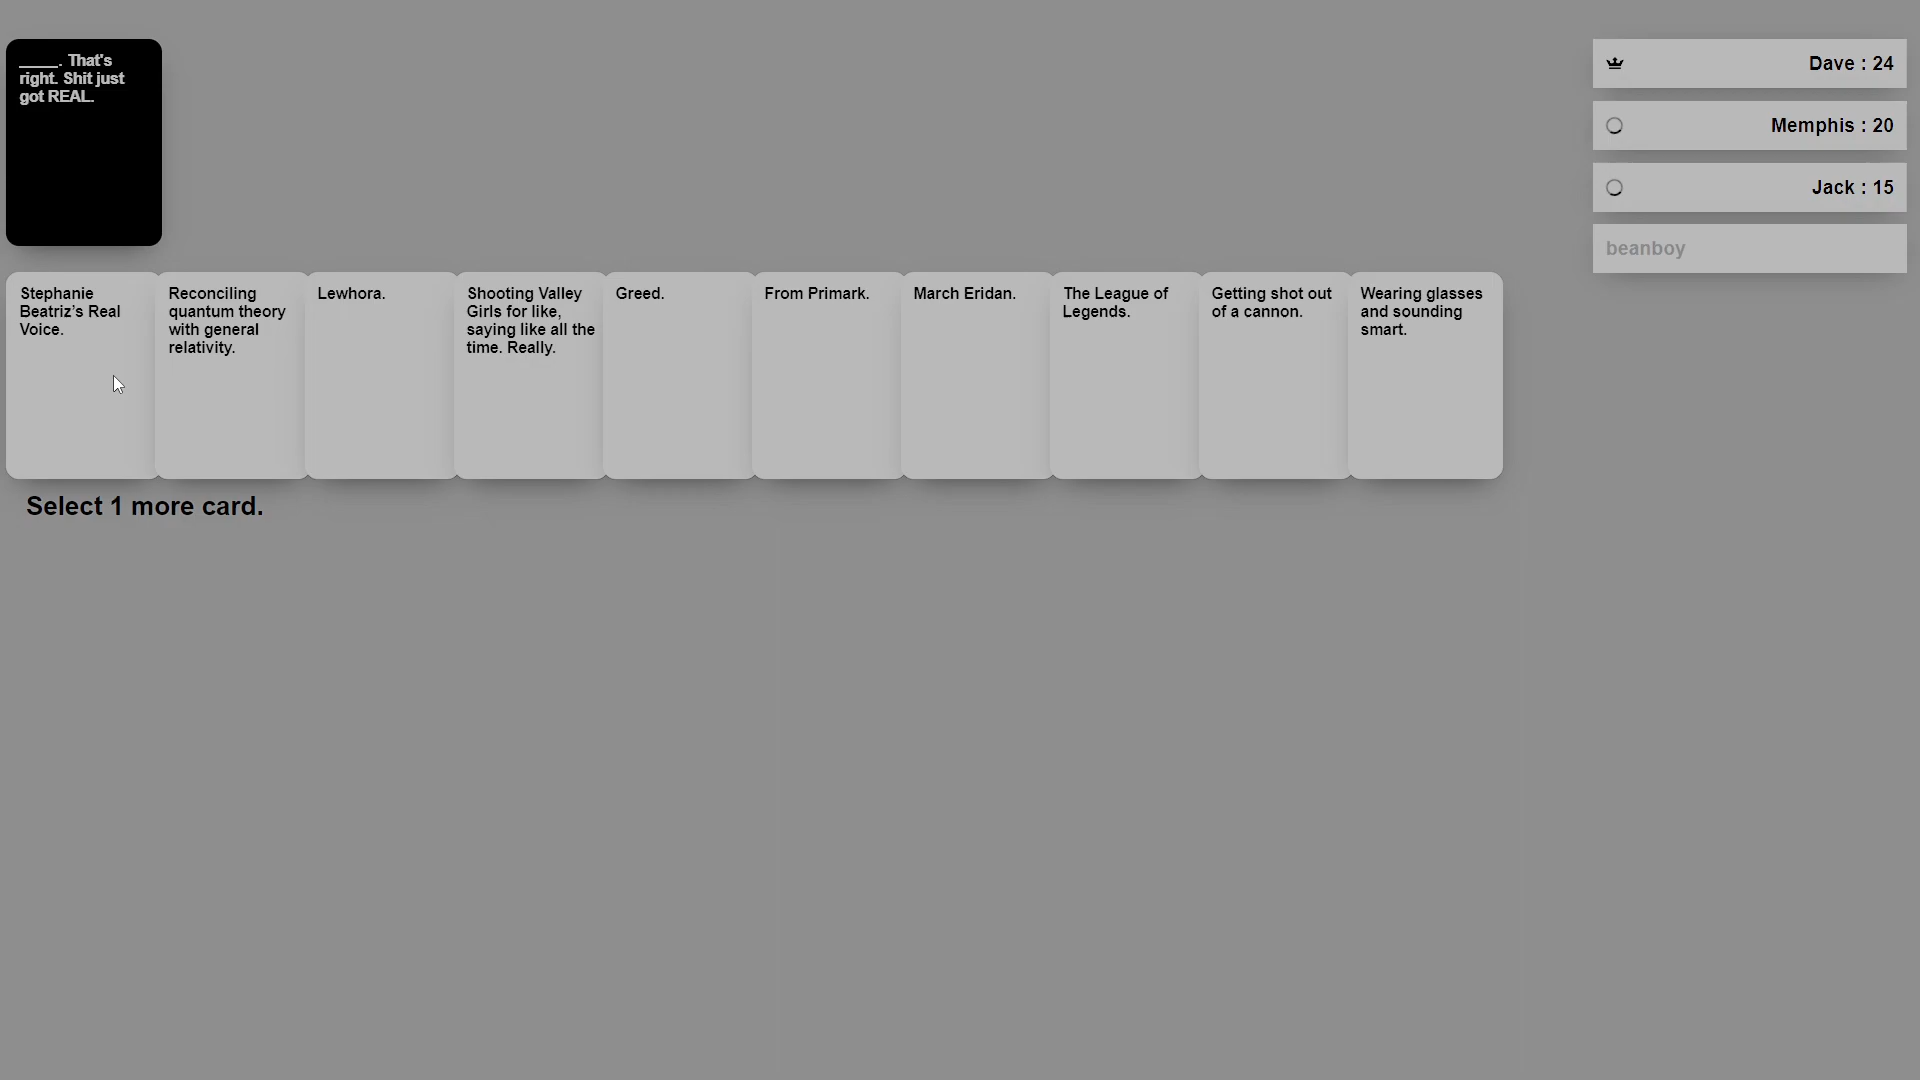 _____. That's
right. Shit just
got REAL.
Dave : 24
Memphis : 20
Jack : 15
beanboy
Stephanie
Beatriz’s Real
Voice.
Reconciling
quantum theory
with general
relativity.
Lewhora.
Shooting Valley
Girls for like,
saying like all the
time. Really.
Greed.
From Primark.
March Eridan.
The League of
Legends.
Getting shot out
of a cannon.
Wearing glasses
and sounding
smart.
Select 1 more card.